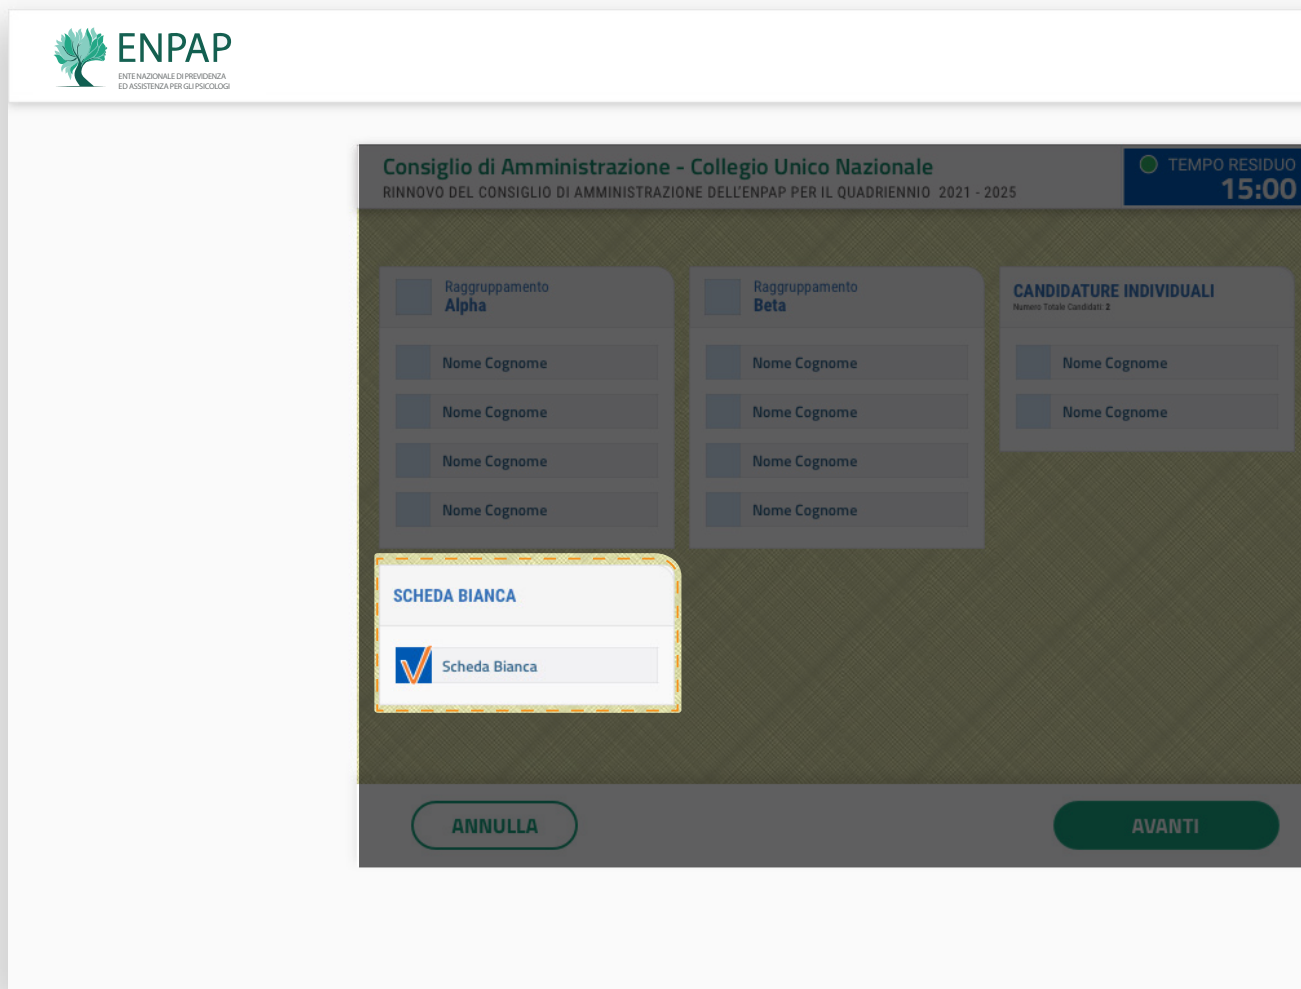 ENPAP
ENTE NAZIONALE DI PREVIDENZA
ED ASSISTENZA PER GLI PSICOLOGI
Consiglio di Amministrazione - Collegio Unico Nazionale
RINNOVO DEL CONSIGLIO DI AMMINISTRAZIONE DELL'ENPAP PER IL QUADRIENNIO 2021 - 2025
TEMPO RESIDUO
15:00
Raggruppamento
Alpha
Nome Cognome
Nome Cognome
Nome Cognome
Nome Cognome
Raggruppamento
Beta
Nome Cognome
Nome Cognome
Nome Cognome
Nome Cognome
CANDIDATURE INDIVIDUALI
Numero Totale Candidati: 2
Nome Cognome
Nome Cognome
SCHEDA BIANCA
Scheda Bianca
ANNULLA
AVANTI